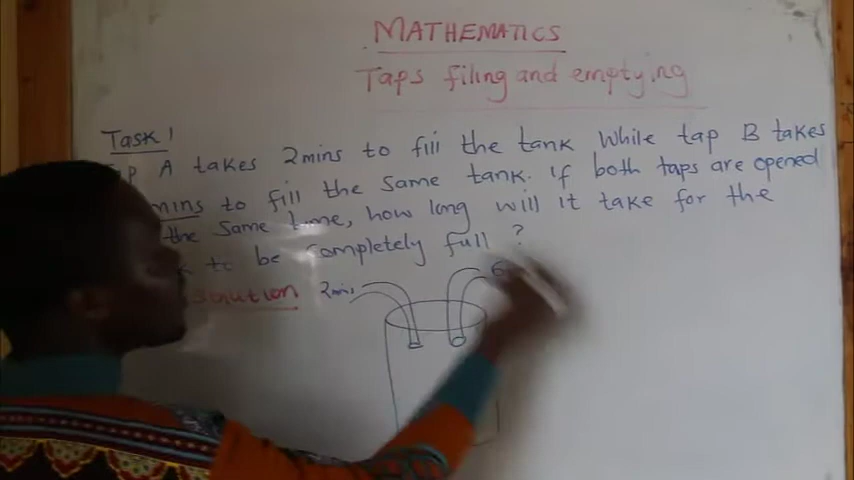 MATHEMATICS
Taps filing and emptying
Task 1
A takes 2mins to fill the tank While tap B takes
mins to fill the same tank. If both taps are opened
the same time, how long will it take for the
to be completely full ?
solution 2mins
6